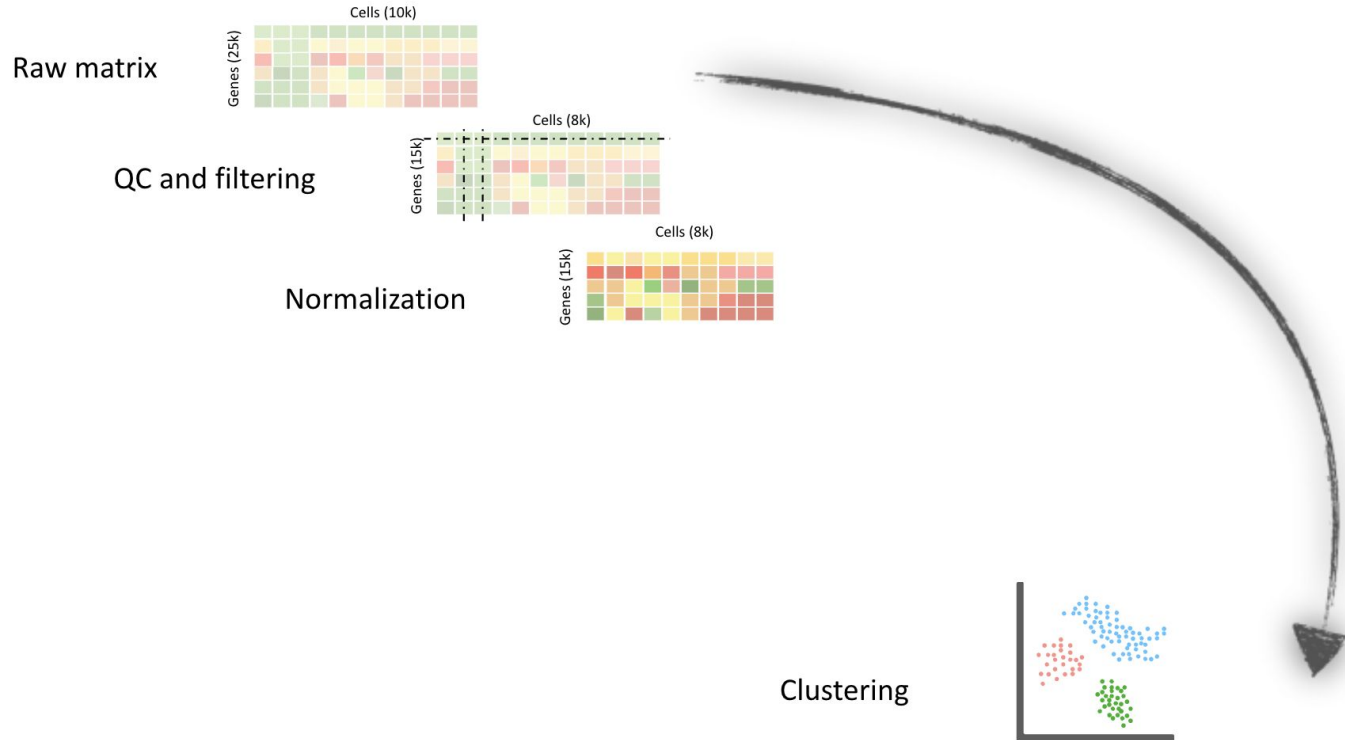 Cells (10k)
Genes (25k)
Raw matrix
Cells (8k)
Genes (15k)
QC and filtering
Cells (8k)
Genes (15k)
Normalization
Clustering